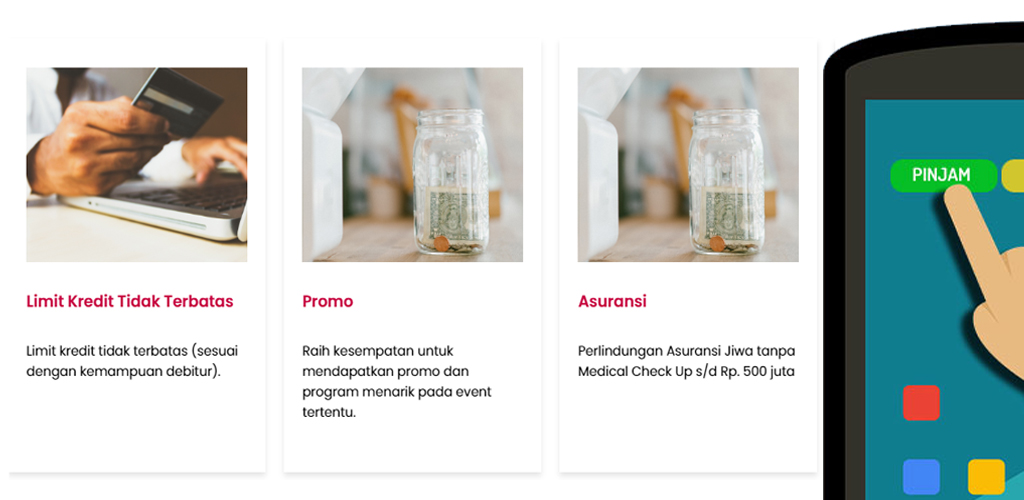 Limit Kredit Tidak Terbatas
Limit kredit tidak terbatas (sesuai
dengan kemampuan debitur).
Promo
Raih kesempatan untuk
mendapatkan promo dan
program menarik pada event
tertentu.
Asuransi
Perlindungan Asuransi Jiwa tanpa
Medical Check Up s/d Rp. 500 juta
PINJAM